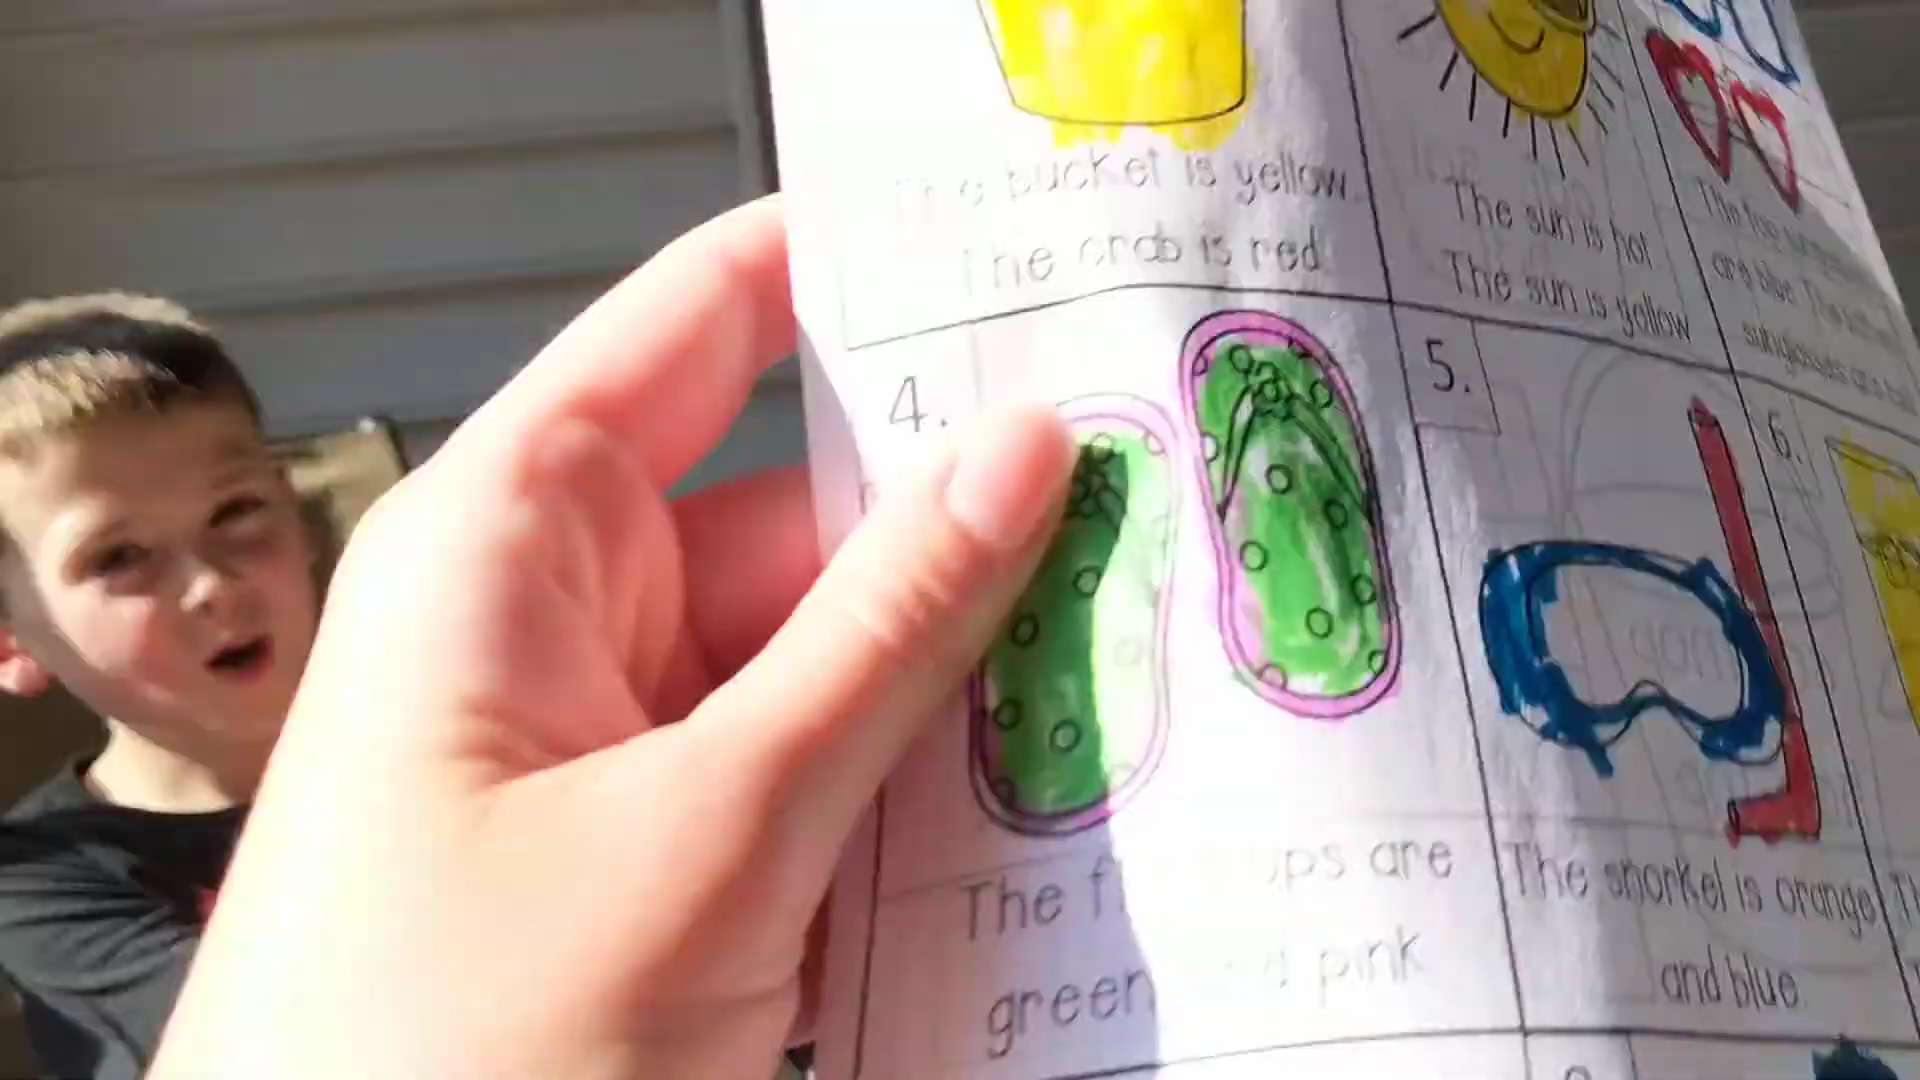 bucket is yellow.
The crab is red.
The sun is hot.
The sun is yellow.
are blue. The
4.
5.
6.
The are
green pink
The snorkel is orange
and blue.